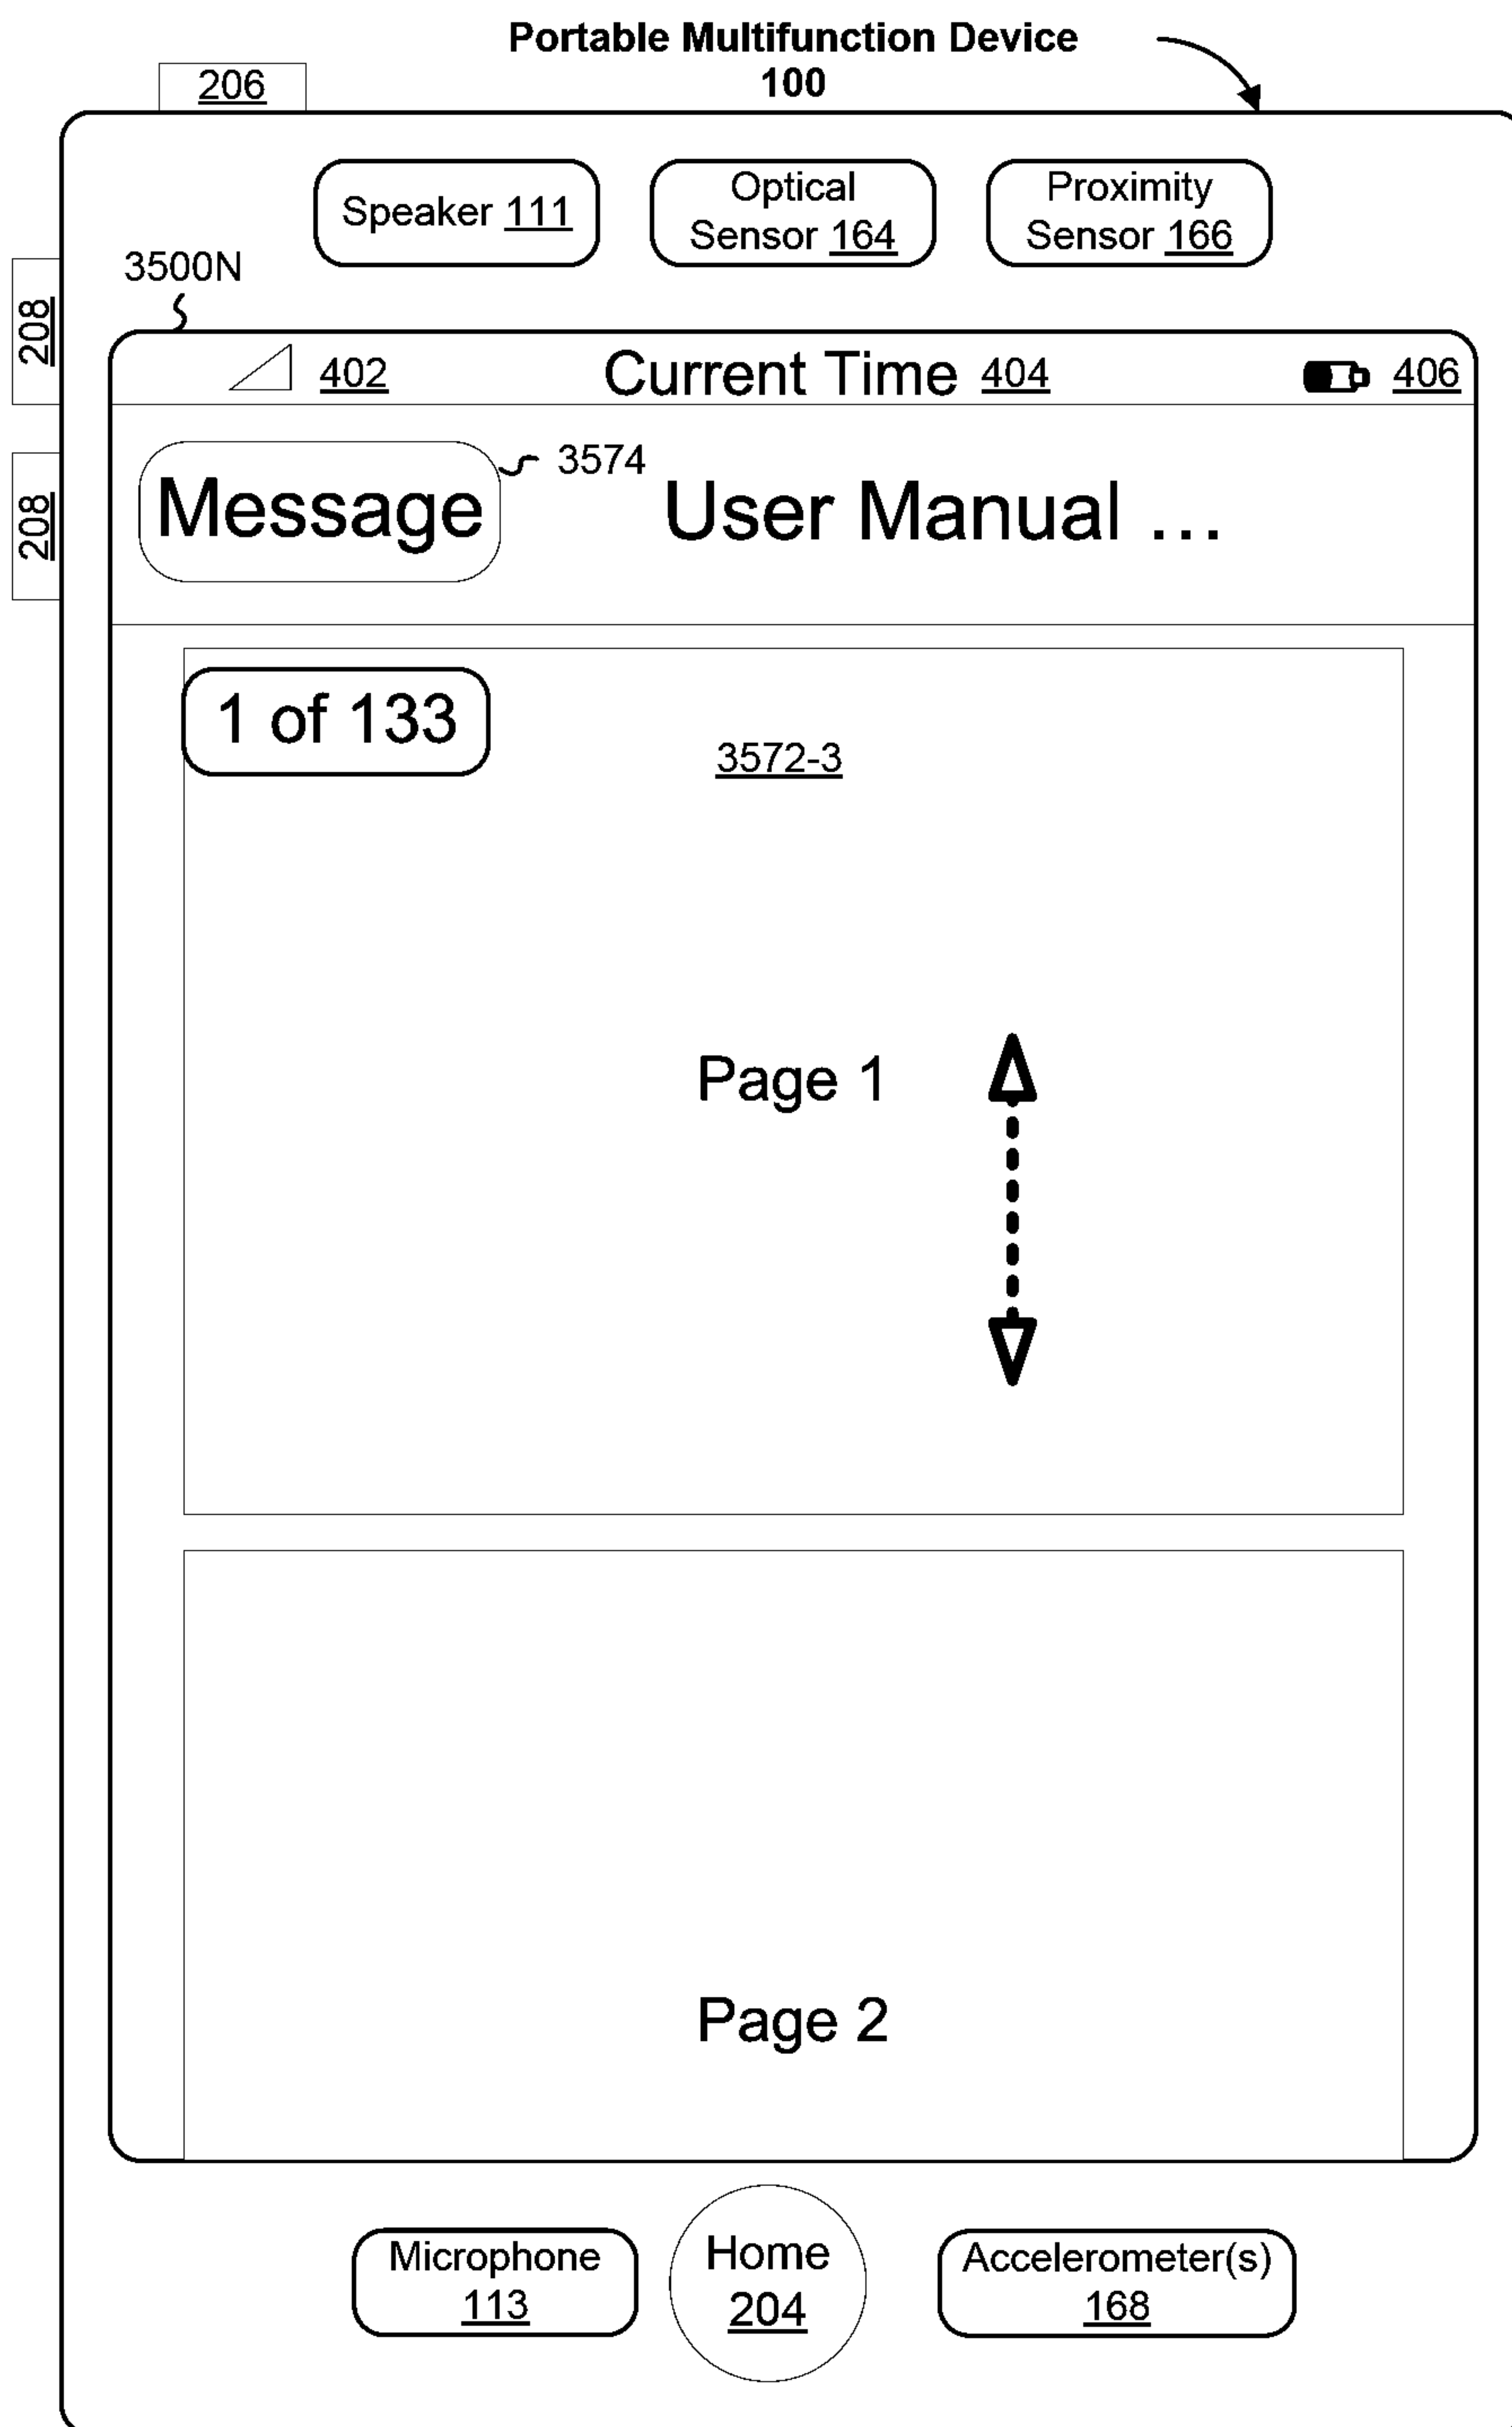 Portable Multifunction Device
100
206
Speaker 111
Optical
Sensor 164
Proximity
Sensor 166
3500N
208
402
Current Time 404
406
208
Message
3574
User Manual ...
1 of 133
3572-3
Page 1
Page 2
Microphone
113
Home
204
Accelerometer(s)
168